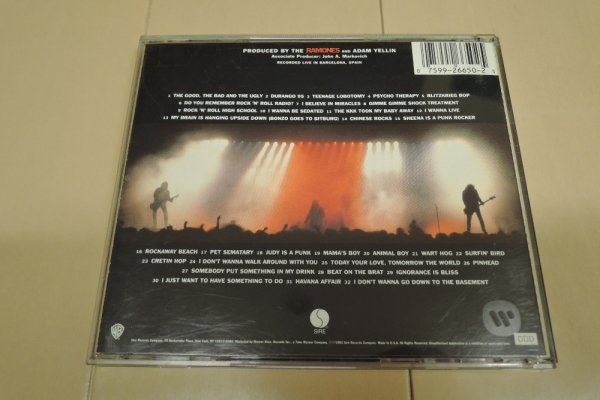 PRODUCED BY THE RAMONES AND ADAM YELLIN
Associate Producer: John A. Markovich
RECORDED LIVE IN BARCELONA, SPAIN
0 7599-26650-2
1 THE GOOD, THE BAD AND THE UGLY 2 DURANGO 95 3 TEENAGE LOBOTOMY 4 PSYCHO THERAPY 5 BLITZKRIEG BOP
6 DO YOU REMEMBER ROCK 'N' ROLL RADIO? 7 I BELIEVE IN MIRACLES 8 GIMME GIMME SHOCK TREATMENT
9 ROCK 'N' ROLL HIGH SCHOOL 10 I WANNA BE SEDATED 11 THE KKK TOOK MY BABY AWAY 12 I WANNA LIVE
13 MY BRAIN IS HANGING UPSIDE DOWN (BONZO GOES TO BITBURG) 14 CHINESE ROCKS 15 SHEENA IS A PUNK ROCKER
16 ROCKAWAY BEACH 17 PET SEMATARY 18 JUDY IS A PUNK 19 MAMA'S BOY 20 ANIMAL BOY 21 WART HOG 22 SURFIN' BIRD
23 CRETIN HOP 24 I DON'T WANNA WALK AROUND WITH YOU 25 TODAY YOUR LOVE, TOMORROW THE WORLD 26 PINHEAD
27 SOMEBODY PUT SOMETHING IN MY DRINK 28 BEAT ON THE BRAT 29 IGNORANCE IS BLISS
30 I JUST WANT TO HAVE SOMETHING TO DO 31 HAVANA AFFAIR 32 I DON'T WANNA GO DOWN TO THE BASEMENT
SIRE
DDD